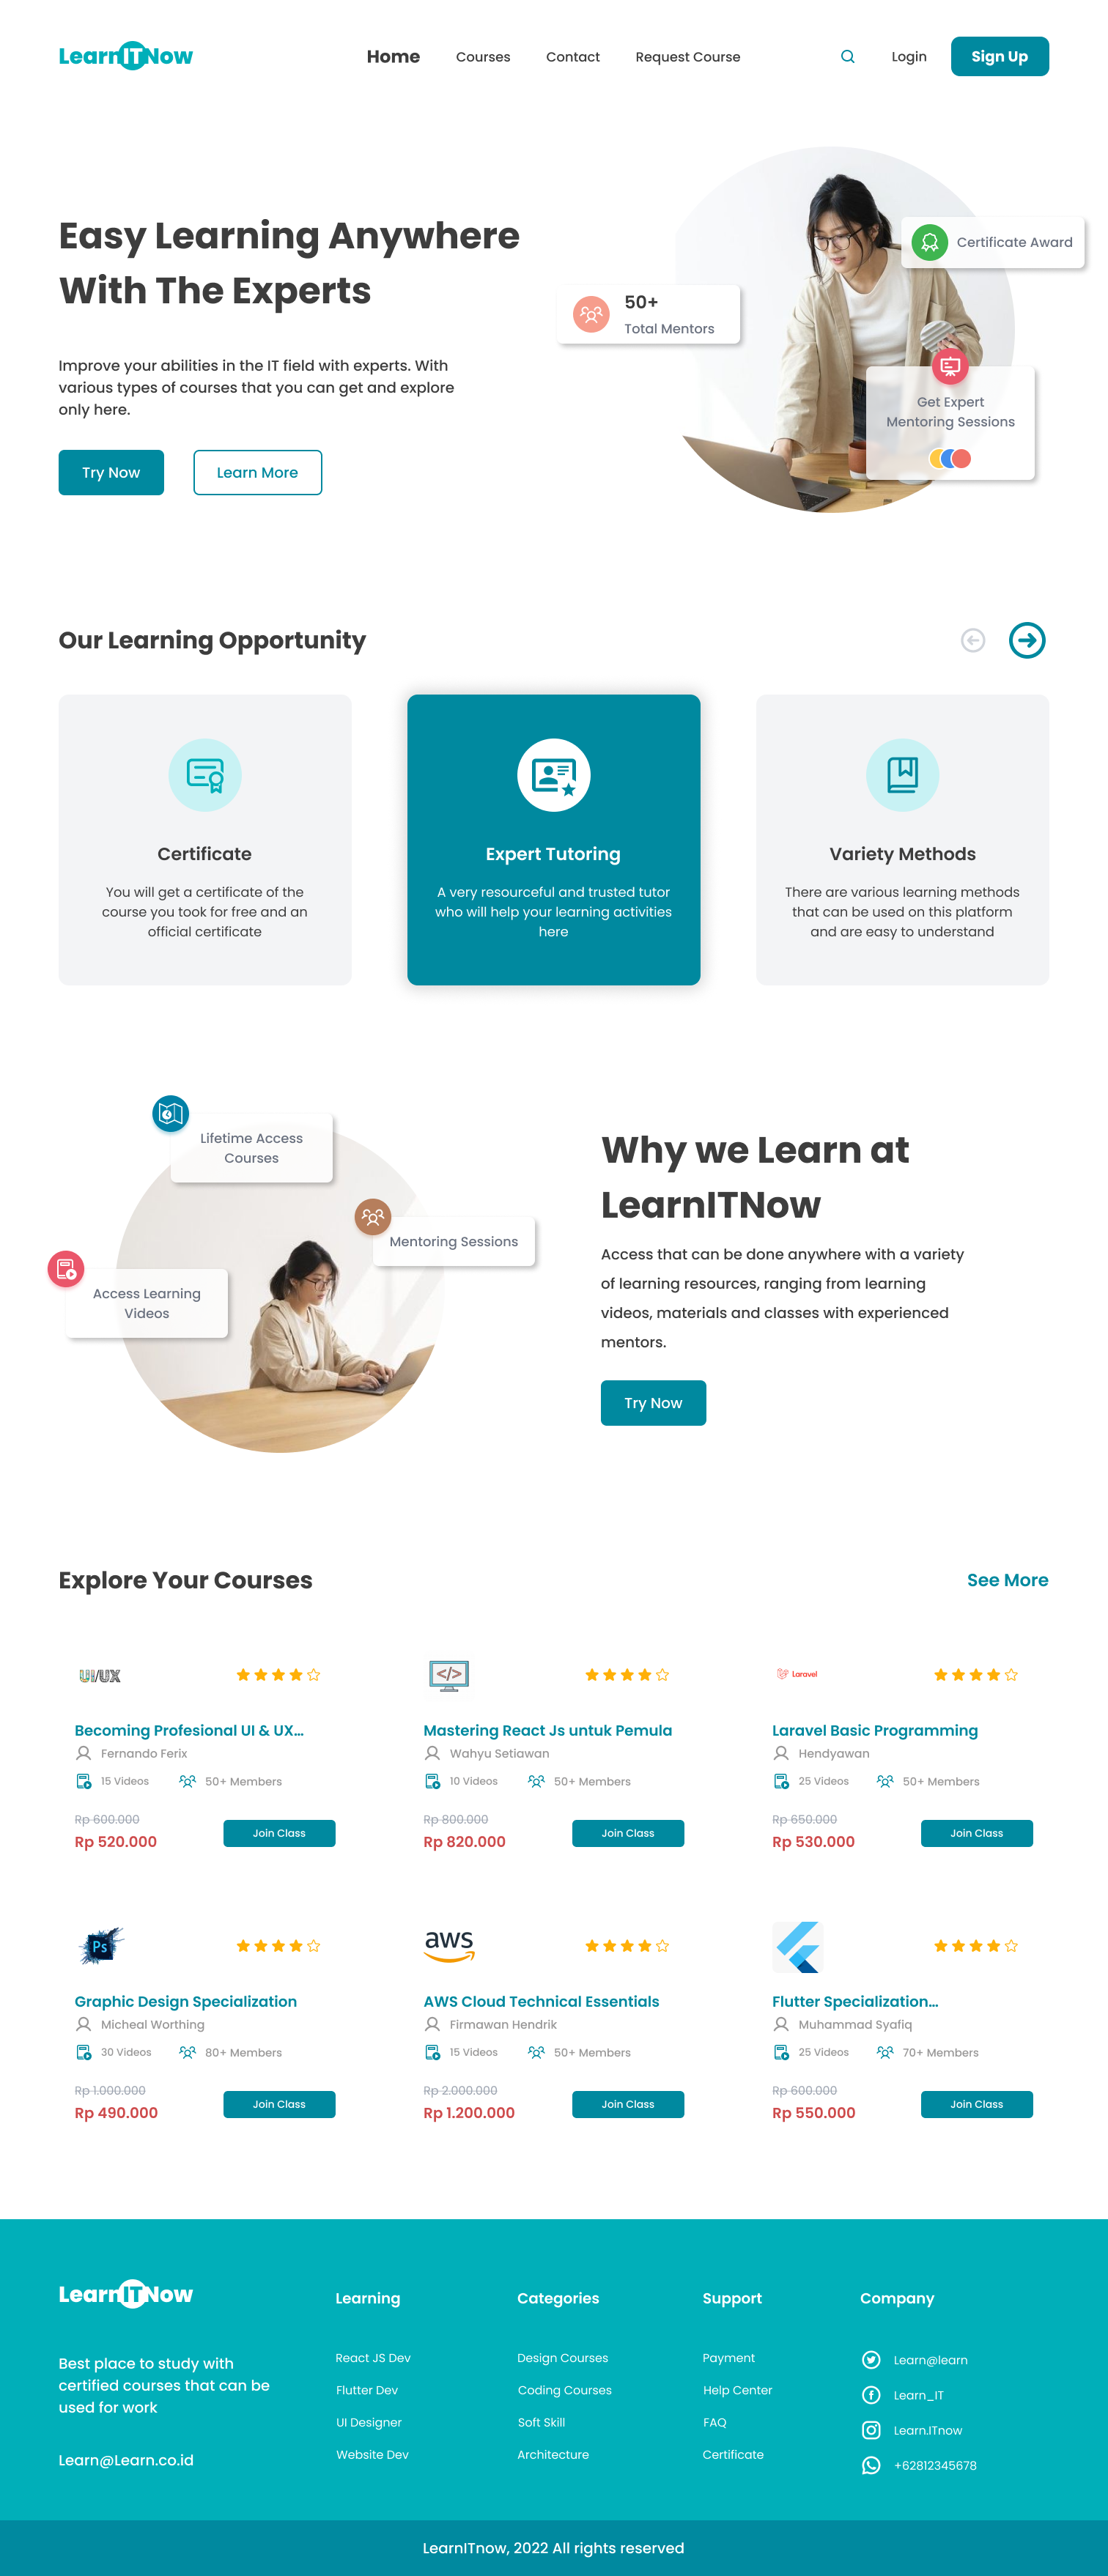 LearnITNow
Home
Courses
Contact
Request Course
Login
Sign Up
Easy Learning Anywhere
With The Experts
Improve your abilities in the IT field with experts. With
various types of courses that you can get and explore
only here.
Try Now
Learn More
Certificate Award
50+
Total Mentors
Get Expert
Mentoring Sessions
Our Learning Opportunity
Certificate
You will get a certificate of the
course you took for free and an
official certificate
Expert Tutoring
A very resourceful and trusted tutor
who will help your learning activities
here
Variety Methods
There are various learning methods
that can be used on this platform
and are easy to understand
Lifetime Access
Courses
Mentoring Sessions
Access Learning
Videos
Why we Learn at
LearnITNow
Access that can be done anywhere with a variety
of learning resources, ranging from learning
videos, materials and classes with experienced
mentors.
Try Now
Explore Your Courses
See More
UI/UX
Becoming Profesional UI & UX...
Fernando Ferix
15 Videos
50+ Members
Rp 600.000
Rp 520.000
Join Class
</>
Mastering React Js untuk Pemula
Wahyu Setiawan
10 Videos
50+ Members
Rp 800.000
Rp 820.000
Join Class
Laravel
Laravel Basic Programming
Hendyawan
25 Videos
50+ Members
Rp 650.000
Rp 530.000
Join Class
Ps
Graphic Design Specialization
Micheal Worthing
30 Videos
80+ Members
Rp 1.000.000
Rp 490.000
Join Class
aws
AWS Cloud Technical Essentials
Firmawan Hendrik
15 Videos
50+ Members
Rp 2.000.000
Rp 1.200.000
Join Class
Flutter Specialization...
Muhammad Syafiq
25 Videos
70+ Members
Rp 600.000
Rp 550.000
Join Class
LearnITNow
Best place to study with
certified courses that can be
used for work
Learn@Learn.co.id
Learning
React JS Dev
Flutter Dev
UI Designer
Website Dev
Categories
Design Courses
Coding Courses
Soft Skill
Architecture
Support
Payment
Help Center
FAQ
Certificate
Company
Learn@learn
Learn_IT
Learn.ITnow
+62812345678
LearnITnow, 2022 All rights reserved